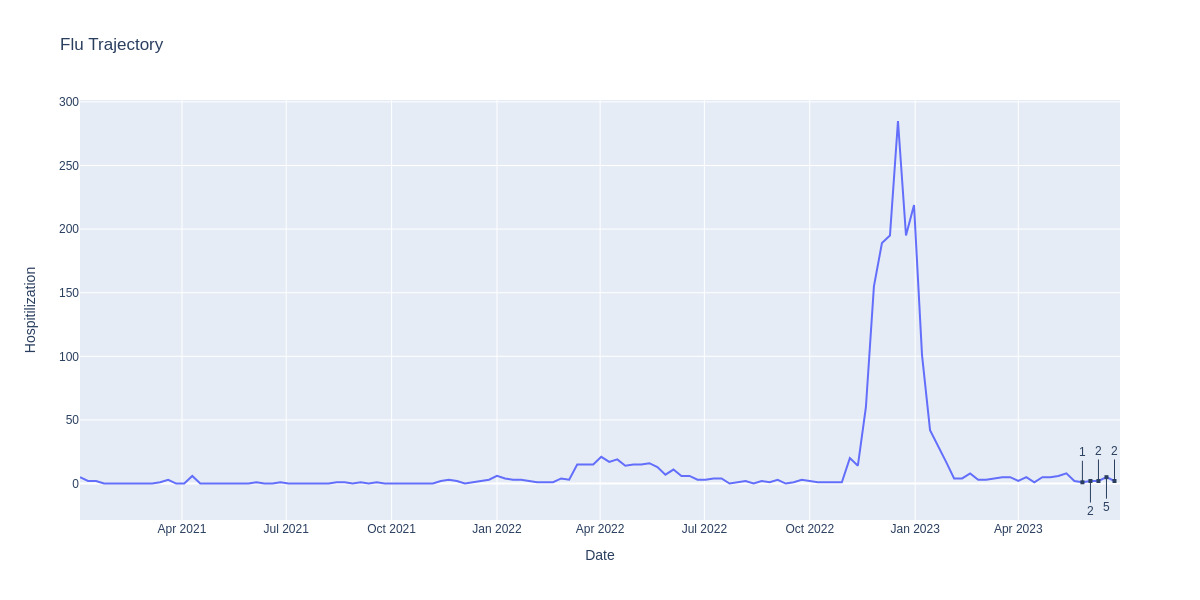 Flu Trajectory
300
250
200
150
100
50
0
Hospitilization
1
2
2
2
5
Apr 2021
Jul 2021
Oct 2021
Jan 2022
Apr 2022
Jul 2022
Oct 2022
Jan 2023
Apr 2023
Date